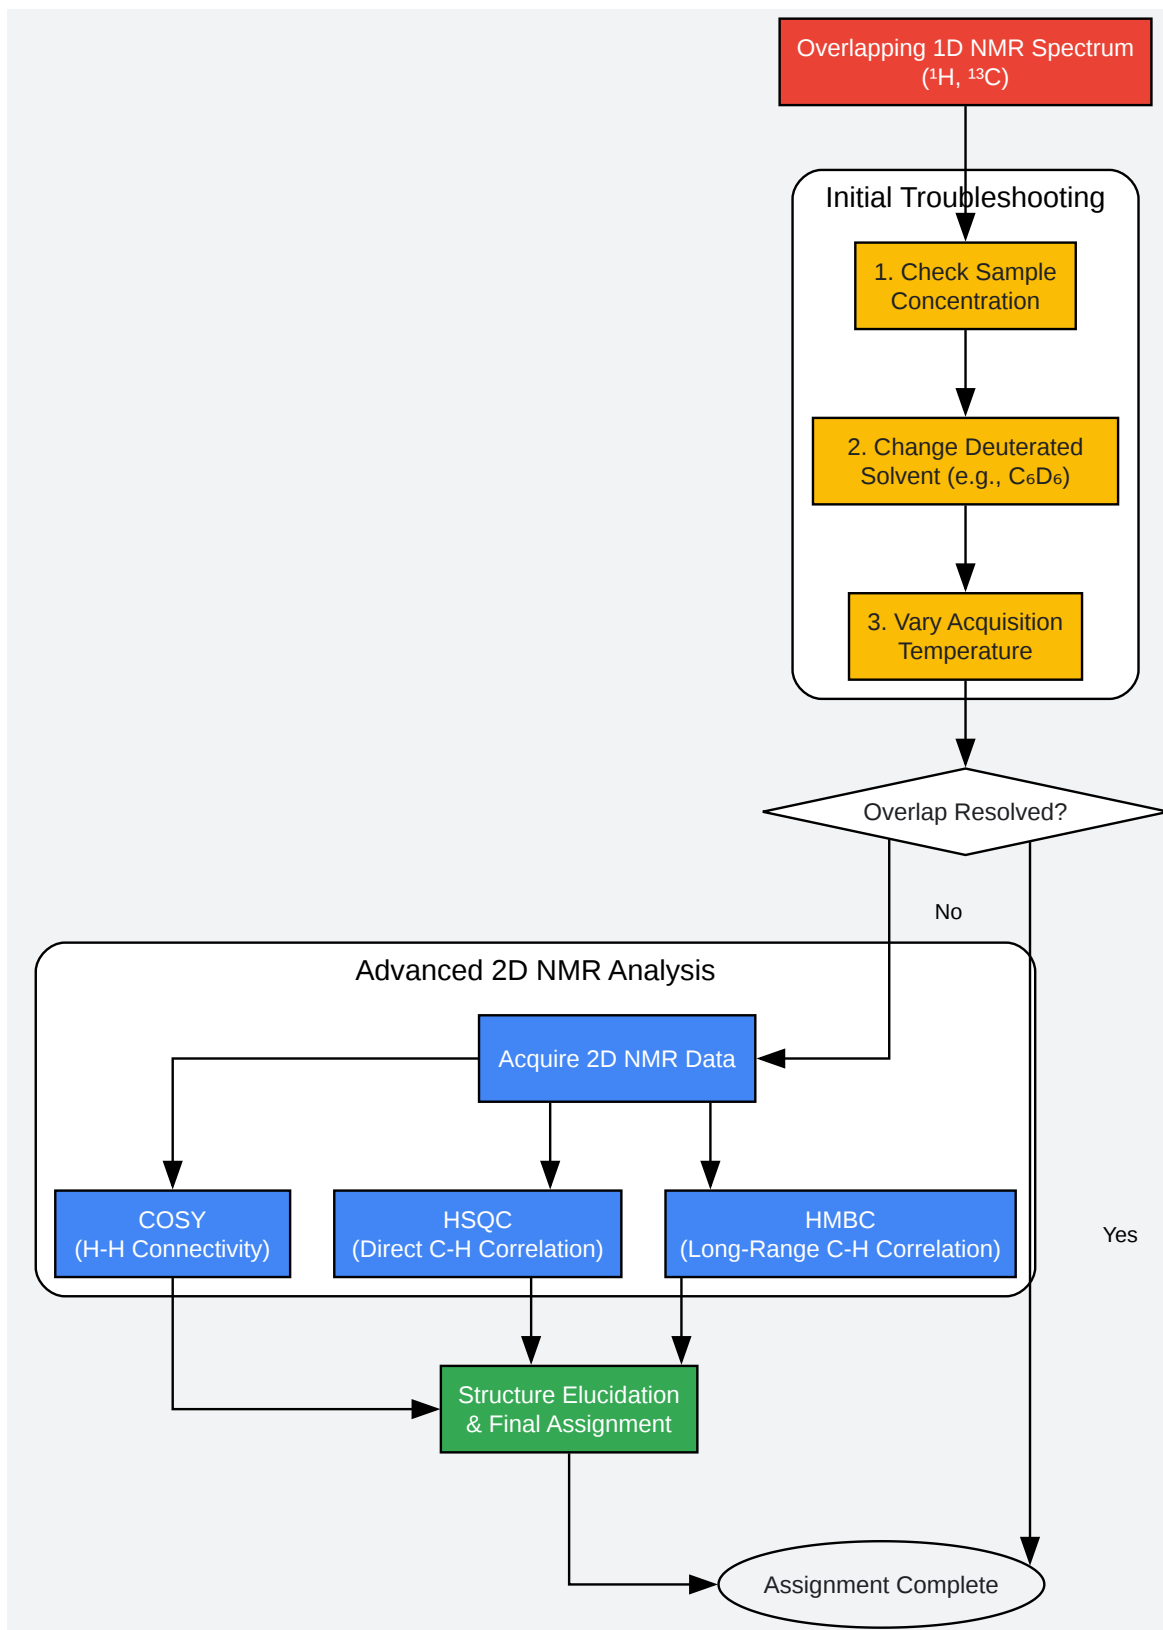 Overlapping 1D NMR Spectrum
(¹H, ¹³C)
Initial Troubleshooting
1. Check Sample
Concentration
2. Change Deuterated
Solvent (e.g., C₆D₆)
3. Vary Acquisition
Temperature
Overlap Resolved?
No
Advanced 2D NMR Analysis
Acquire 2D NMR Data
COSY
(H-H Connectivity)
HSQC
(Direct C-H Correlation)
HMBC
(Long-Range C-H Correlation)
Yes
Structure Elucidation
& Final Assignment
Assignment Complete